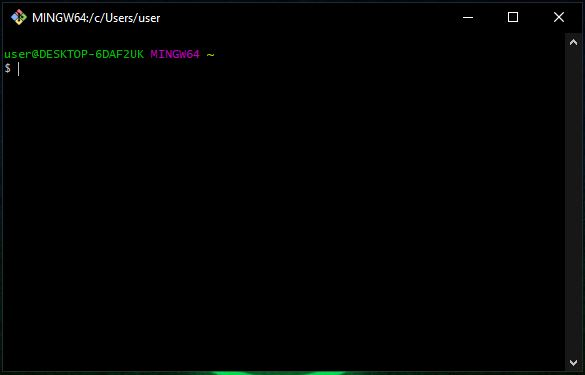 MINGW64:/c/Users/user
user@DESKTOP-6DAF2UK MINGW64 ~
$